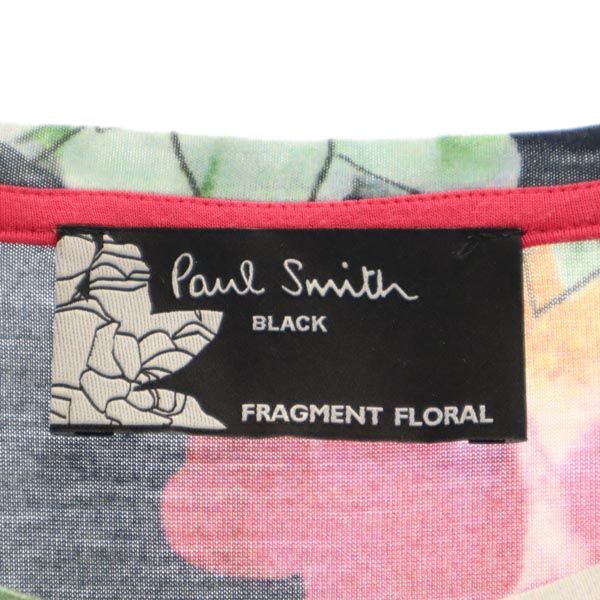 Paul Smith
BLACK
FRAGMENT FLORAL